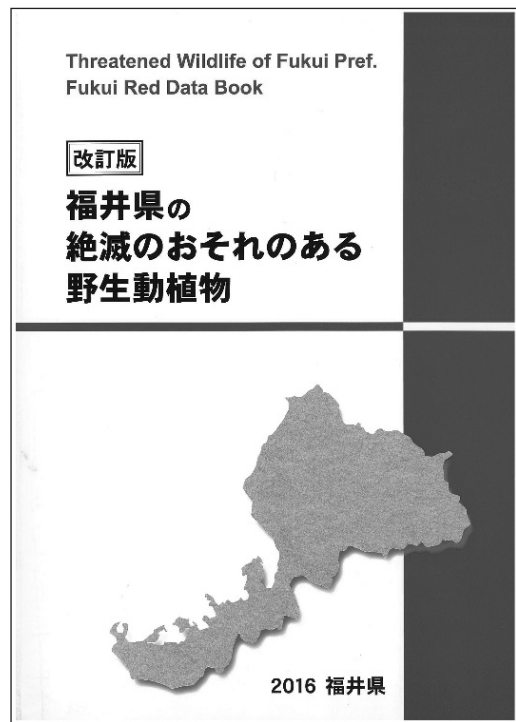 Threatened Wildlife of Fukui Pref.
Fukui Red Data Book
改訂版
福井県の
絶滅のおそれのある
野生動植物
2016 福井県